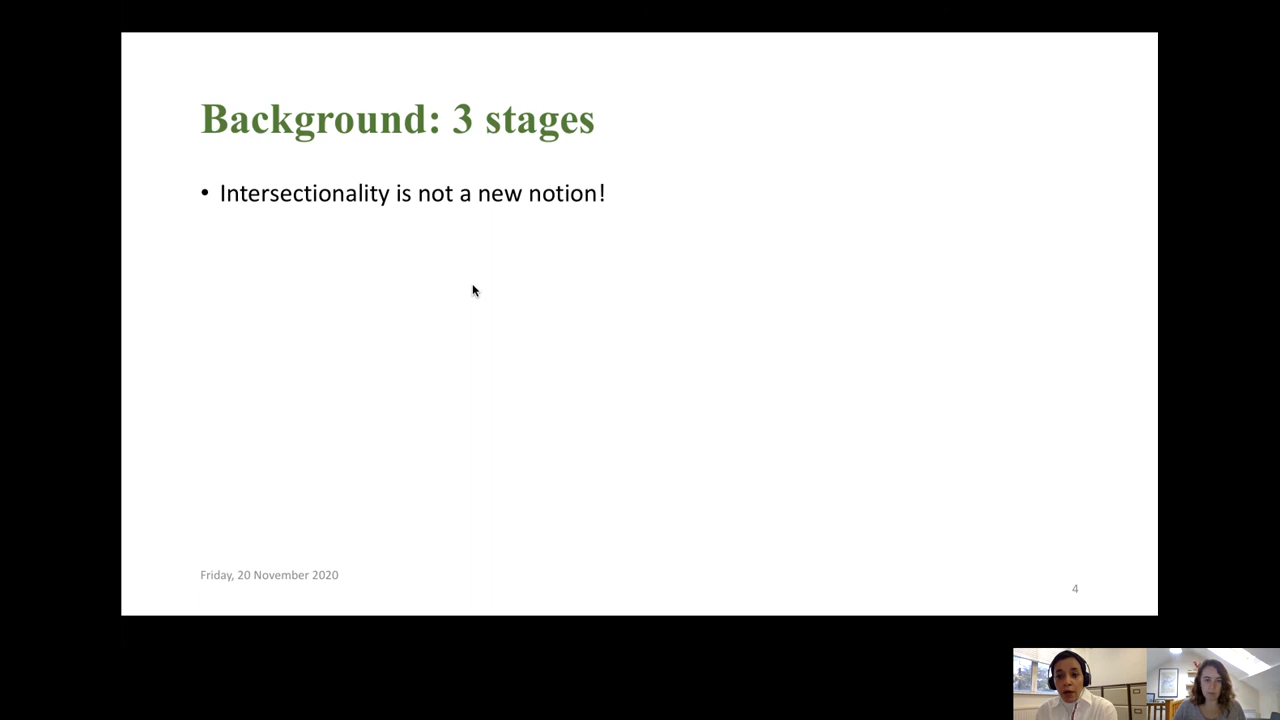 Background: 3 stages
• Intersectionality is not a new notion!
Friday, 20 November 2020
4